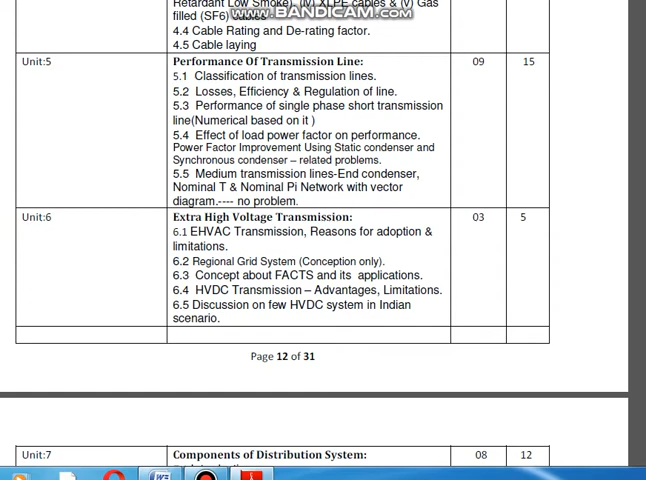 Retardant Low Smoke), (iv) XLPE cables & (v) Gas
www.BANDICAM.com
filled (SF6) cables
4.4 Cable Rating and De-rating factor.
4.5 Cable laying
Unit:5 Performance Of Transmission Line: 09 15
5.1 Classification of transmission lines.
5.2 Losses, Efficiency & Regulation of line.
5.3 Performance of single phase short transmission
line(Numerical based on it )
5.4 Effect of load power factor on performance.
Power Factor Improvement Using Static condenser and
Synchronous condenser – related problems.
5.5 Medium transmission lines-End condenser,
Nominal T & Nominal Pi Network with vector
diagram.---- no problem.
Unit:6 Extra High Voltage Transmission: 03 5
6.1 EHVAC Transmission, Reasons for adoption &
limitations.
6.2 Regional Grid System (Conception only).
6.3 Concept about FACTS and its applications.
6.4 HVDC Transmission – Advantages, Limitations.
6.5 Discussion on few HVDC system in Indian
scenario.
Page 12 of 31
Unit:7 Components of Distribution System: 08 12